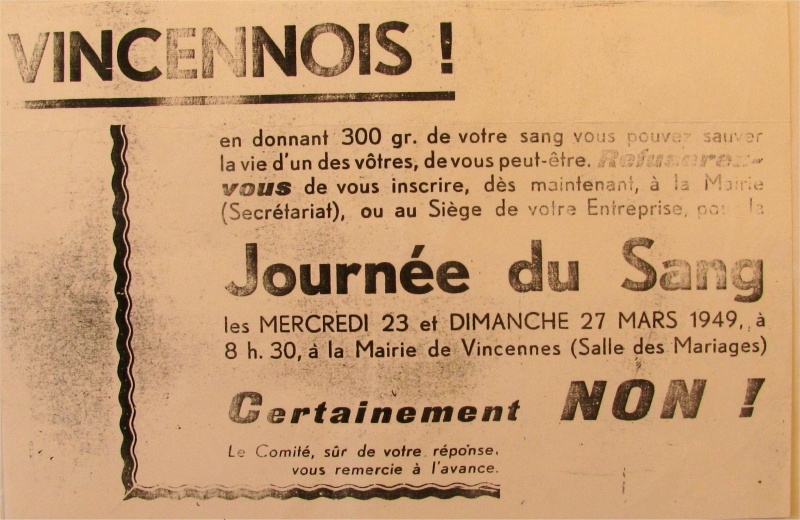 VINCENNOIS !
en donnant 300 gr. de votre sang vous pouvez sauver
la vie d'un des vôtres, de vous peut-être. Refuserez-
vous de vous inscrire, dès maintenant, à la Mairie
(Secrétariat), ou au Siège de votre Entreprise, pour la
Journée du Sang
les MERCREDI 23 et DIMANCHE 27 MARS 1949, à
8 h. 30, à la Mairie de Vincennes (Salle des Mariages)
Certainement NON !
Le Comité, sûr de votre réponse,
vous remercie à l'avance.